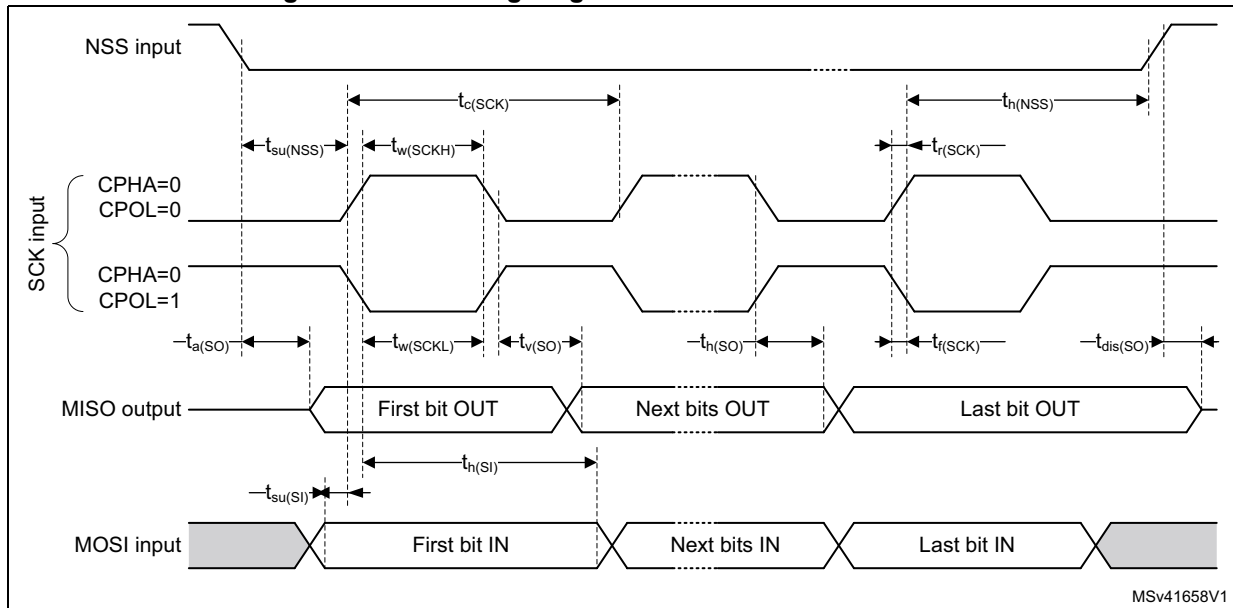 NSS input
tc(SCK)
th(NSS)
tsu(NSS)
tw(SCKH)
tr(SCK)
SCK input
CPHA=0
CPOL=0
CPHA=0
CPOL=1
ta(SO)
tw(SCKL)
tv(SO)
th(SO)
tf(SCK)
tdis(SO)
MISO output
First bit OUT
Next bits OUT
Last bit OUT
th(SI)
tsu(SI)
MOSI input
First bit IN
Next bits IN
Last bit IN
MSv41658V1